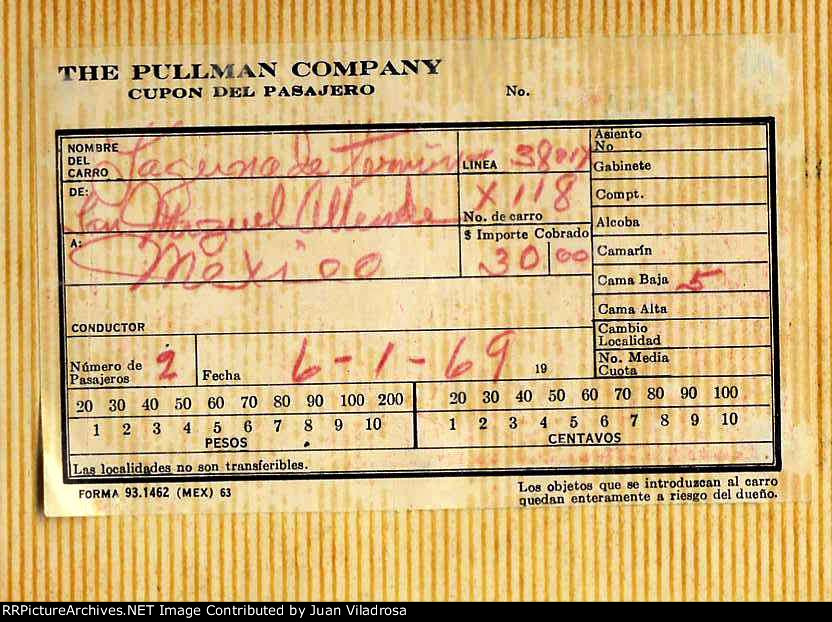 THE PULLMAN COMPANY
CUPON DEL PASAJERO
No.
NOMBRE DEL CARRO Laguna de Terminos
LINEA 38017
DE: San Miguel Allende
X 118
No. de carro
A: Mexico
$ Importe Cobrado
30 00
Asiento No
Gabinete
Compt.
Alcoba
Camarín
Cama Baja 5
Cama Alta
Cambio Localidad
No. Media Cuota
CONDUCTOR
Número de Pasajeros 2
Fecha 6-1-69 19
20 30 40 50 60 70 80 90 100 200
1 2 3 4 5 6 7 8 9 10
PESOS
20 30 40 50 60 70 80 90 100
1 2 3 4 5 6 7 8 9 10
CENTAVOS
Las localidades no son transferibles.
FORMA 93.1462 (MEX) 63
Los objetos que se introduzcan al carro
quedan enteramente a riesgo del dueño.
RRPictureArchives.NET Image Contributed by Juan Viladrosa